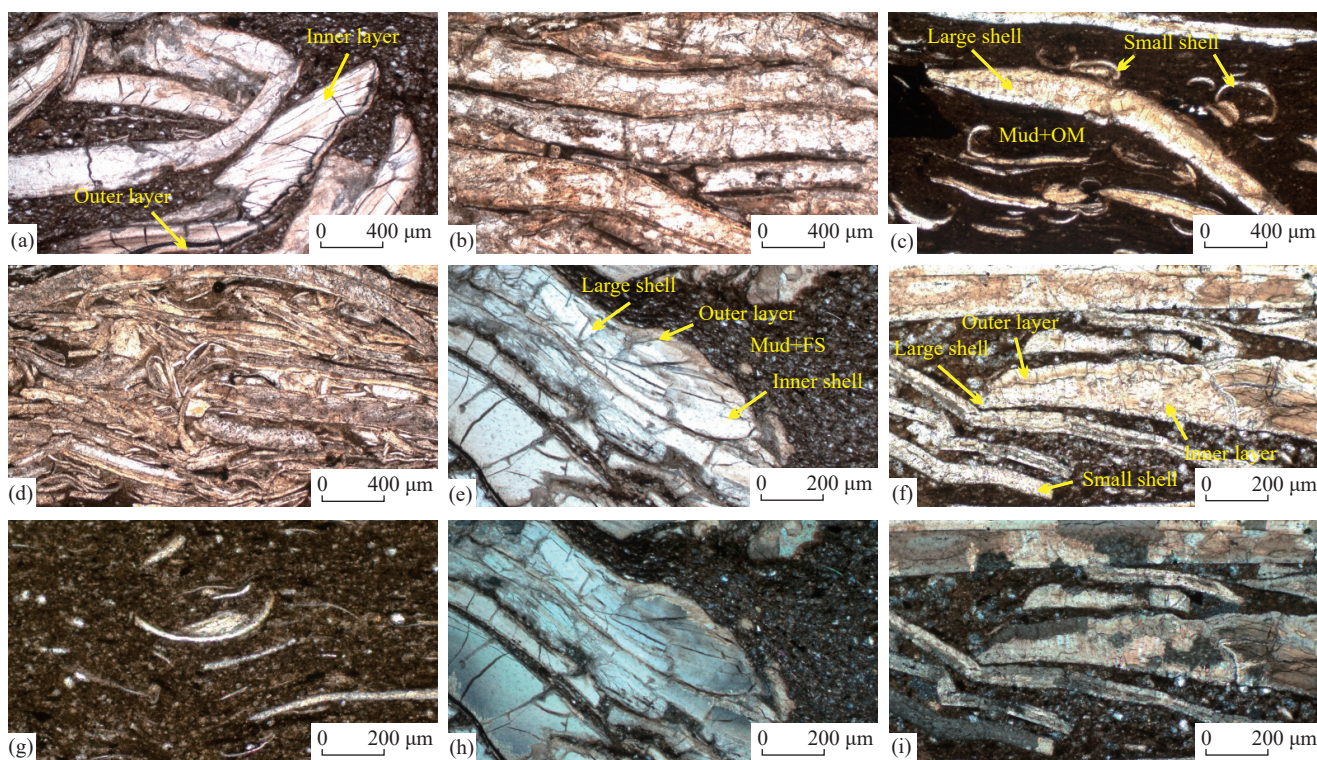 Inner layer
Outer layer
(a)
0 400 μm
(b)
0 400 μm
Large shell
Small shell
Mud+OM
(c)
0 400 μm
(d)
0 400 μm
Large shell
Outer layer
Mud+FS
Inner shell
(e)
0 200 μm
Outer layer
Large shell
Inner layer
Small shell
(f)
0 200 μm
(g)
0 200 μm
(h)
0 200 μm
(i)
0 200 μm